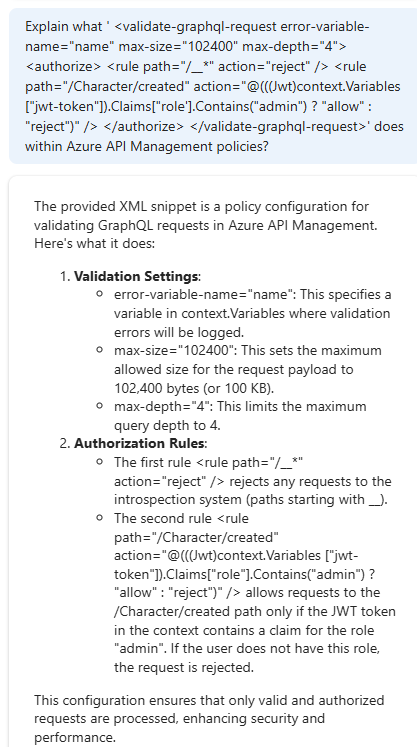 Explain what ' <validate-graphql-request error-variable-
name="name" max-size="102400" max-depth="4">
<authorize> <rule path="/__*" action="reject" /> <rule
path="/Character/created" action="@(((Jwt)context.Variables
["jwt-token"]).Claims["role'].Contains("admin") ? "allow" :
"reject")" /> </authorize> </validate-graphql-request>' does
within Azure API Management policies?
The provided XML snippet is a policy configuration for
validating GraphQL requests in Azure API Management.
Here's what it does:
1. Validation Settings:
○ error-variable-name="name": This specifies a
variable in context.Variables where validation
errors will be logged.
○ max-size="102400": This sets the maximum
allowed size for the request payload to
102,400 bytes (or 100 KB).
○ max-depth="4": This limits the maximum
query depth to 4.
2. Authorization Rules:
○ The first rule <rule path="/__*"
action="reject" /> rejects any requests to the
introspection system (paths starting with __).
○ The second rule <rule
path="/Character/created"
action="@(((Jwt)context.Variables ["jwt-
token"]).Claims["role"].Contains("admin") ?
"allow" : "reject")" /> allows requests to the
/Character/created path only if the JWT token
in the context contains a claim for the role
"admin". If the user does not have this role,
the request is rejected.
This configuration ensures that only valid and authorized
requests are processed, enhancing security and
performance.